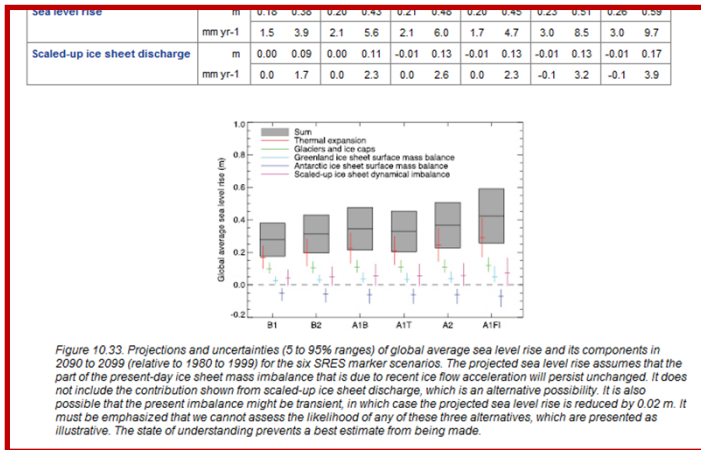 Sea level rise m 0.18 0.38 0.20 0.43 0.21 0.48 0.20 0.45 0.23 0.51 0.26 0.59
mm yr-1 1.5 3.9 2.1 5.6 2.1 6.0 1.7 4.7 3.0 8.5 3.0 9.7
Scaled-up ice sheet discharge m 0.00 0.09 0.00 0.11 -0.01 0.13 -0.01 0.13 -0.01 0.13 -0.01 0.17
mm yr-1 0.0 1.7 0.0 2.3 0.0 2.6 0.0 2.3 -0.1 3.2 -0.1 3.9
Global average sea level rise (m)
1.0
0.8
0.6
0.4
0.2
0.0
-0.2
Sum
Thermal expansion
Glaciers and ice caps
Greenland ice sheet surface mass balance
Antarctic ice sheet surface mass balance
Scaled-up ice sheet dynamical imbalance
B1 B2 A1B A1T A2 A1FI
Figure 10.33. Projections and uncertainties (5 to 95% ranges) of global average sea level rise and its components in
2090 to 2099 (relative to 1980 to 1999) for the six SRES marker scenarios. The projected sea level rise assumes that the
part of the present-day ice sheet mass imbalance that is due to recent ice flow acceleration will persist unchanged. It does
not include the contribution shown from scaled-up ice sheet discharge, which is an alternative possibility. It is also
possible that the present imbalance might be transient, in which case the projected sea level rise is reduced by 0.02 m. It
must be emphasized that we cannot assess the likelihood of any of these three alternatives, which are presented as
illustrative. The state of understanding prevents a best estimate from being made.